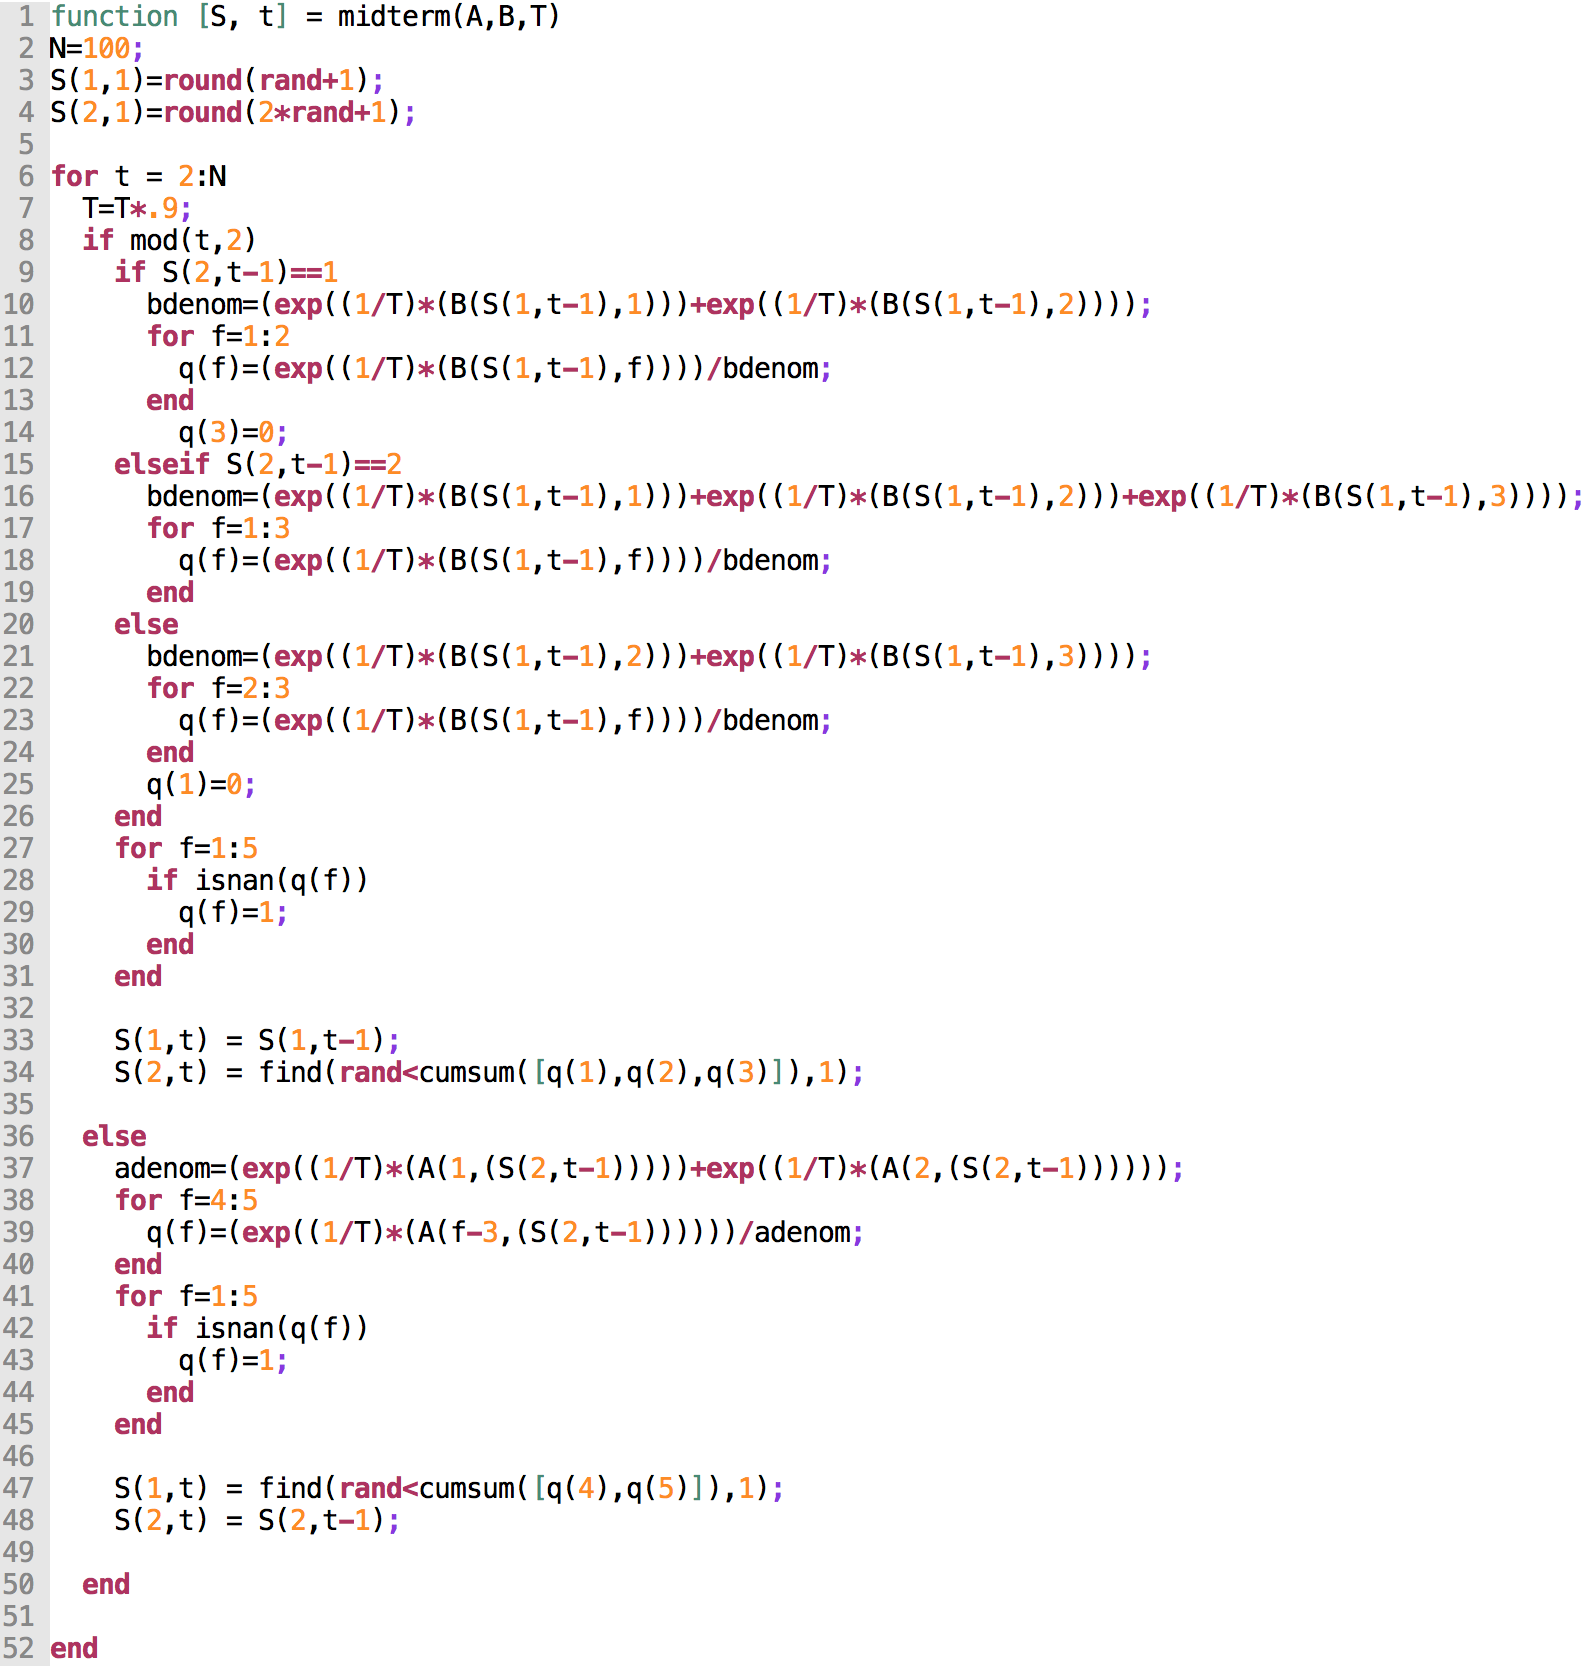 1 function [S, t] = midterm(A,B,T)
2 N=100;
3 S(1,1)=round(rand+1);
4 S(2,1)=round(2*rand+1);
5
6 for t = 2:N
7   T=T*.9;
8   if mod(t,2)
9     if S(2,t-1)==1
10       bdenom=(exp((1/T)*(B(S(1,t-1),1)))+exp((1/T)*(B(S(1,t-1),2))));
11       for f=1:2
12         q(f)=(exp((1/T)*(B(S(1,t-1),f))))/bdenom;
13       end
14         q(3)=0;
15     elseif S(2,t-1)==2
16       bdenom=(exp((1/T)*(B(S(1,t-1),1)))+exp((1/T)*(B(S(1,t-1),2)))+exp((1/T)*(B(S(1,t-1),3))));
17       for f=1:3
18         q(f)=(exp((1/T)*(B(S(1,t-1),f))))/bdenom;
19       end
20     else
21       bdenom=(exp((1/T)*(B(S(1,t-1),2)))+exp((1/T)*(B(S(1,t-1),3))));
22       for f=2:3
23         q(f)=(exp((1/T)*(B(S(1,t-1),f))))/bdenom;
24       end
25       q(1)=0;
26     end
27     for f=1:5
28       if isnan(q(f))
29         q(f)=1;
30       end
31     end
32
33     S(1,t) = S(1,t-1);
34     S(2,t) = find(rand<cumsum([q(1),q(2),q(3)]),1);
35
36   else
37     adenom=(exp((1/T)*(A(1,(S(2,t-1)))))+exp((1/T)*(A(2,(S(2,t-1))))));
38     for f=4:5
39       q(f)=(exp((1/T)*(A(f-3,(S(2,t-1))))))/adenom;
40     end
41     for f=1:5
42       if isnan(q(f))
43         q(f)=1;
44       end
45     end
46
47     S(1,t) = find(rand<cumsum([q(4),q(5)]),1);
48     S(2,t) = S(2,t-1);
49
50   end
51
52 end